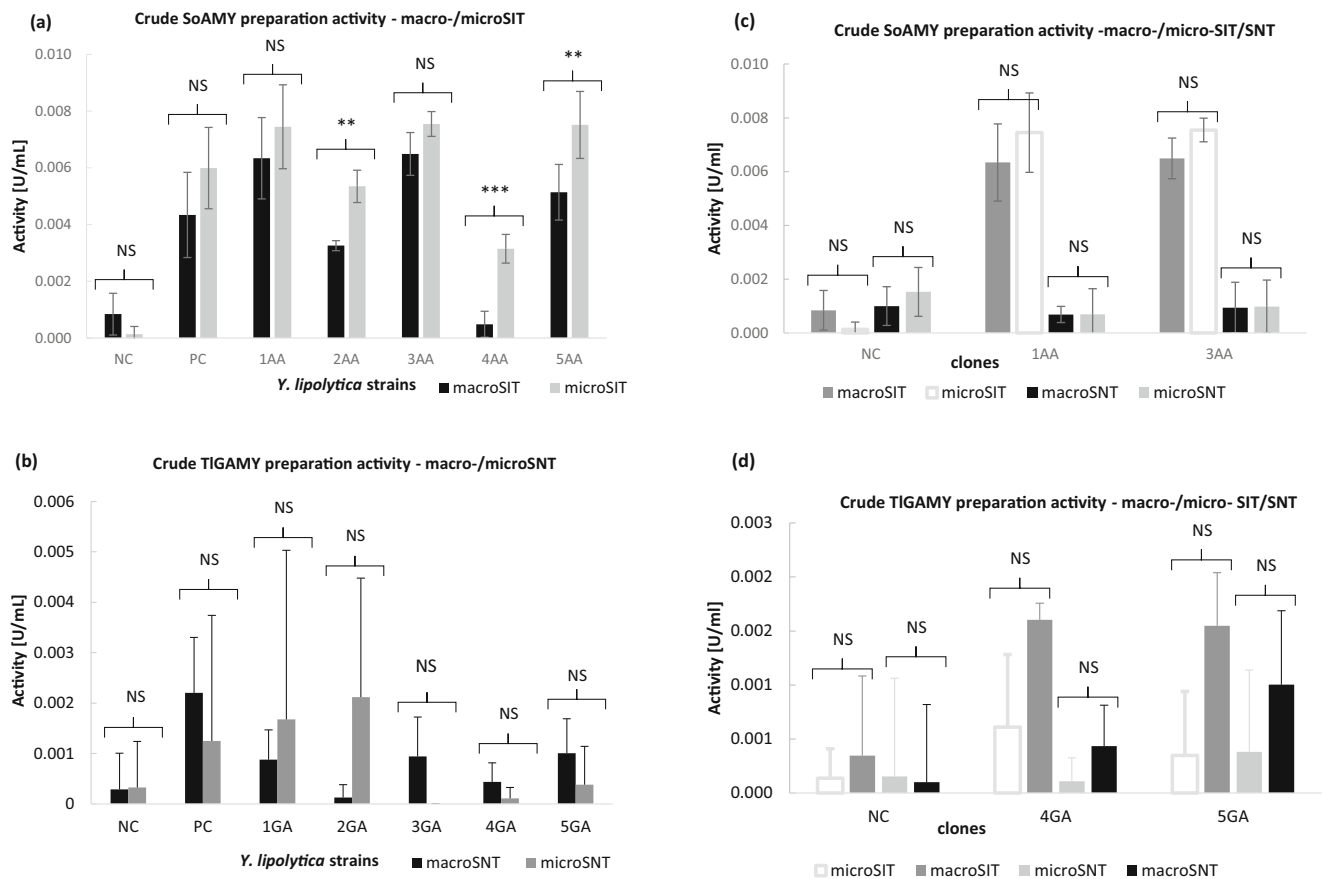 (a)
Crude SoAMY preparation activity - macro-/microSIT
Activity [U/mL]
0.010
0.008
0.006
0.004
0.002
0.000
NS
NS
NS
**
NS
***
**
NC PC 1AA 2AA 3AA 4AA 5AA
Y. lipolytica strains
macroSIT microSIT
(c)
Crude SoAMY preparation activity -macro-/micro-SIT/SNT
Activity [U/ml]
0.010
0.008
0.006
0.004
0.002
0.000
NS
NS
NS
NS
NS
NS
NC 1AA 3AA
clones
macroSIT microSIT macroSNT microSNT
(b)
Crude TlGAMY preparation activity - macro-/microSNT
Activity [U/mL]
0.006
0.005
0.004
0.003
0.002
0.001
0
NS
NS
NS
NS
NS
NS
NS
NC PC 1GA 2GA 3GA 4GA 5GA
Y. lipolytica strains
macroSNT microSNT
(d)
Crude TlGAMY preparation activity - macro-/micro- SIT/SNT
Activity [U/ml]
0.003
0.002
0.002
0.001
0.001
0.000
NS
NS
NS
NS
NS
NS
NC 4GA 5GA
clones
microSIT macroSIT microSNT macroSNT